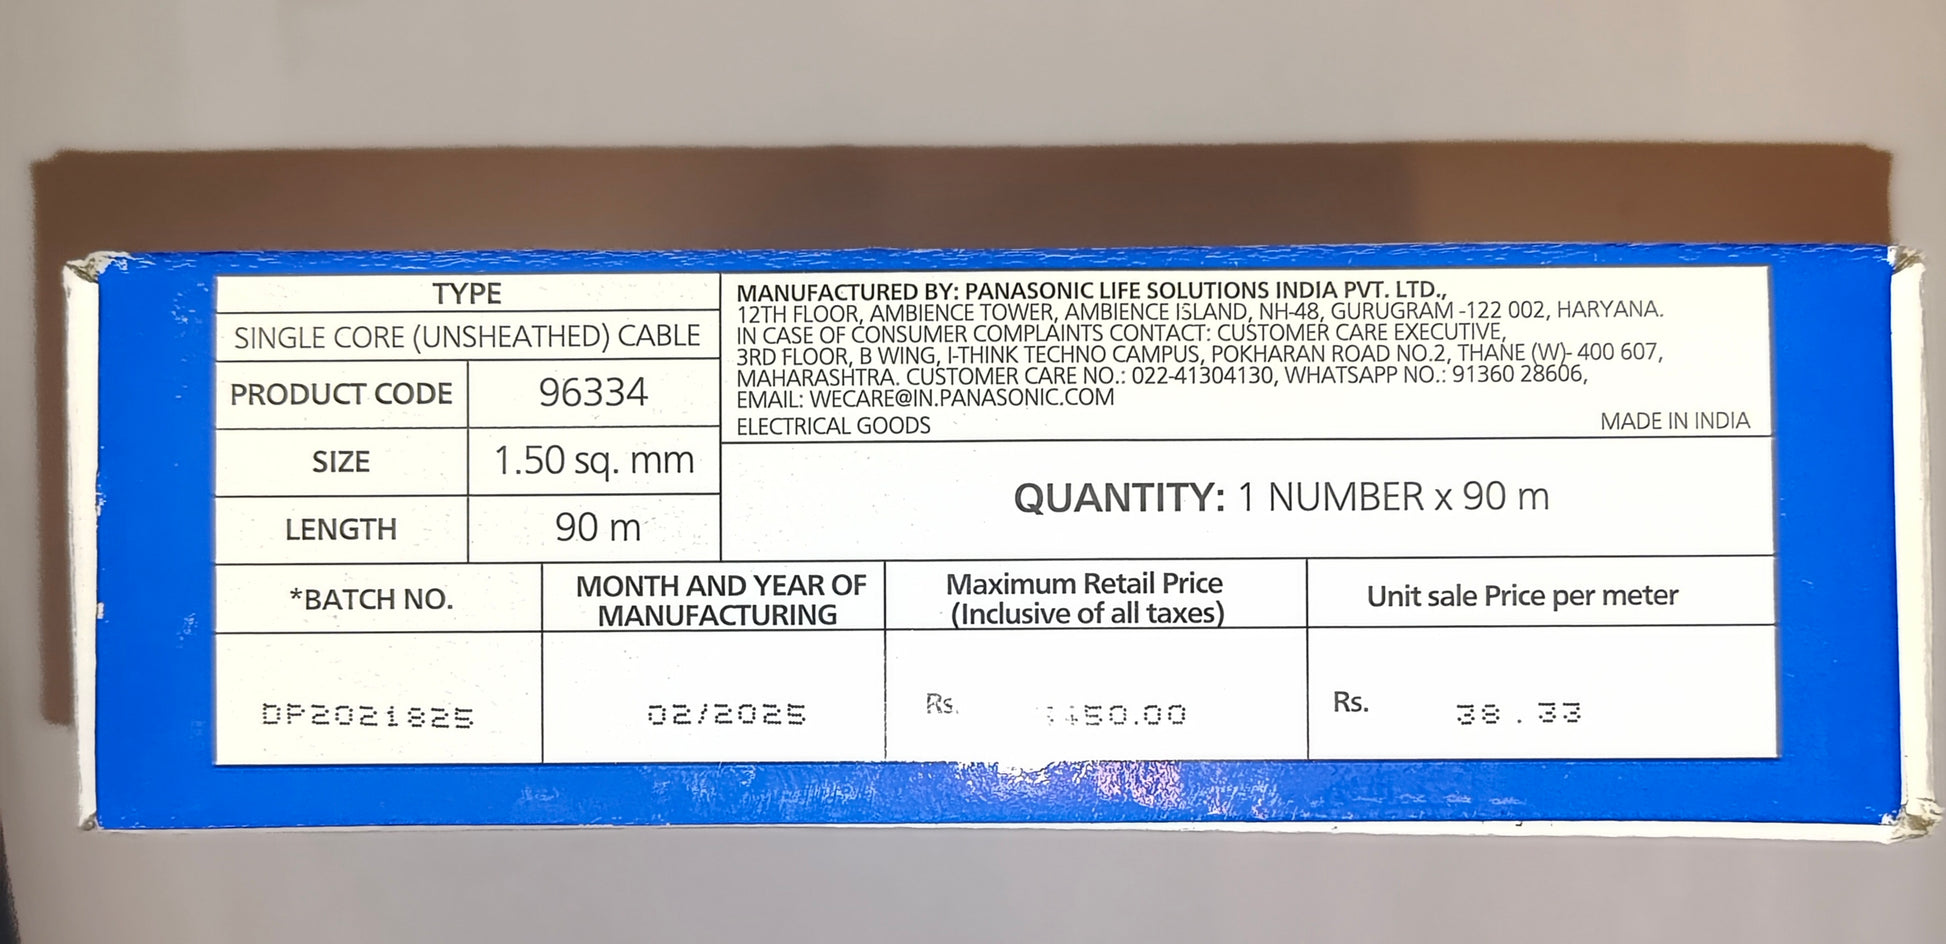 TYPE
SINGLE CORE (UNSHEATHED) CABLE
PRODUCT CODE 96334
SIZE 1.50 sq. mm
LENGTH 90 m
MANUFACTURED BY: PANASONIC LIFE SOLUTIONS INDIA PVT. LTD.,
12TH FLOOR, AMBIENCE TOWER, AMBIENCE ISLAND, NH-48, GURUGRAM -122 002, HARYANA.
IN CASE OF CONSUMER COMPLAINTS CONTACT: CUSTOMER CARE EXECUTIVE,
3RD FLOOR, B WING, I-THINK TECHNO CAMPUS, POKHARAN ROAD NO.2, THANE (W)- 400 607,
MAHARASHTRA. CUSTOMER CARE NO.: 022-41304130, WHATSAPP NO.: 91360 28606,
EMAIL: WECARE@IN.PANASONIC.COM
ELECTRICAL GOODS MADE IN INDIA
QUANTITY: 1 NUMBER x 90 m
*BATCH NO.
DP2021825
MONTH AND YEAR OF
MANUFACTURING
02/2025
Maximum Retail Price
(Inclusive of all taxes)
Rs.
Unit sale Price per meter
Rs. 38.33